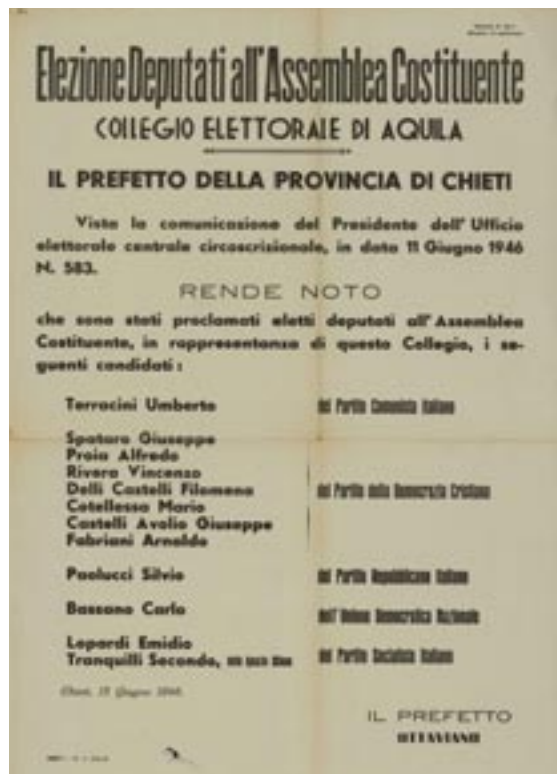 Elezione Deputati all'Assemblea Costituente
COLLEGIO ELETTORALE DI AQUILA
IL PREFETTO DELLA PROVINCIA DI CHIETI
Vista la comunicazione del Presidente dell'Ufficio
elettorale centrale circoscrizionale, in data 11 Giugno 1946
N. 583.
RENDE NOTO
che sono stati proclamati eletti deputati all'Assemblea
Costituente, in rappresentanza di questo Collegio, i se-
guenti candidati:
Terracini Umberto del Partito Comunista Italiano
Spataro Giuseppe
Proia Alfredo
Rivera Vincenzo
Delli Castelli Filomena del Partito della Democrazia Cristiana
Cotellessa Mario
Castelli Avolio Giuseppe
Fabriani Arnaldo
Paolucci Silvio del Partito Repubblicano Italiano
Bassano Carlo dell'Unione Democratica Nazionale
Lopardi Emidio
Tranquilli Secondo, del Partito Socialista Italiano
Chieti, 15 Giugno 1946.
IL PREFETTO
OTTAVIANO